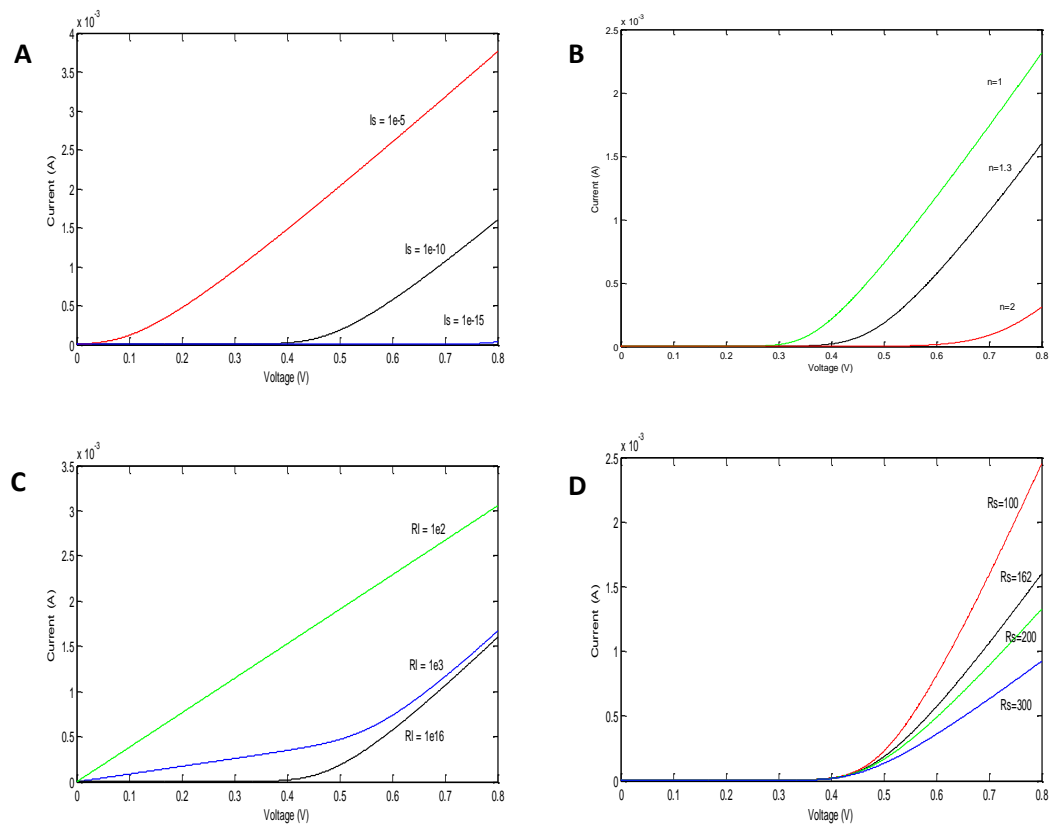 A
x 10^-3
4
3.5
3
2.5
2
1.5
1
0.5
0
Current (A)
Is = 1e-5
Is = 1e-10
Is = 1e-15
0 0.1 0.2 0.3 0.4 0.5 0.6 0.7 0.8
Voltage (V)
B
x 10^-3
2.5
2
1.5
1
0.5
0
Current (A)
n=1
n=1.3
n=2
0 0.1 0.2 0.3 0.4 0.5 0.6 0.7 0.8
Voltage (V)
C
x 10^-3
3.5
3
2.5
2
1.5
1
0.5
0
Current (A)
Rl = 1e2
Rl = 1e3
Rl = 1e16
0 0.1 0.2 0.3 0.4 0.5 0.6 0.7 0.8
Voltage (V)
D
x 10^-3
2.5
2
1.5
1
0.5
0
Current (A)
Rs=100
Rs=162
Rs=200
Rs=300
0 0.1 0.2 0.3 0.4 0.5 0.6 0.7 0.8
Voltage (V)